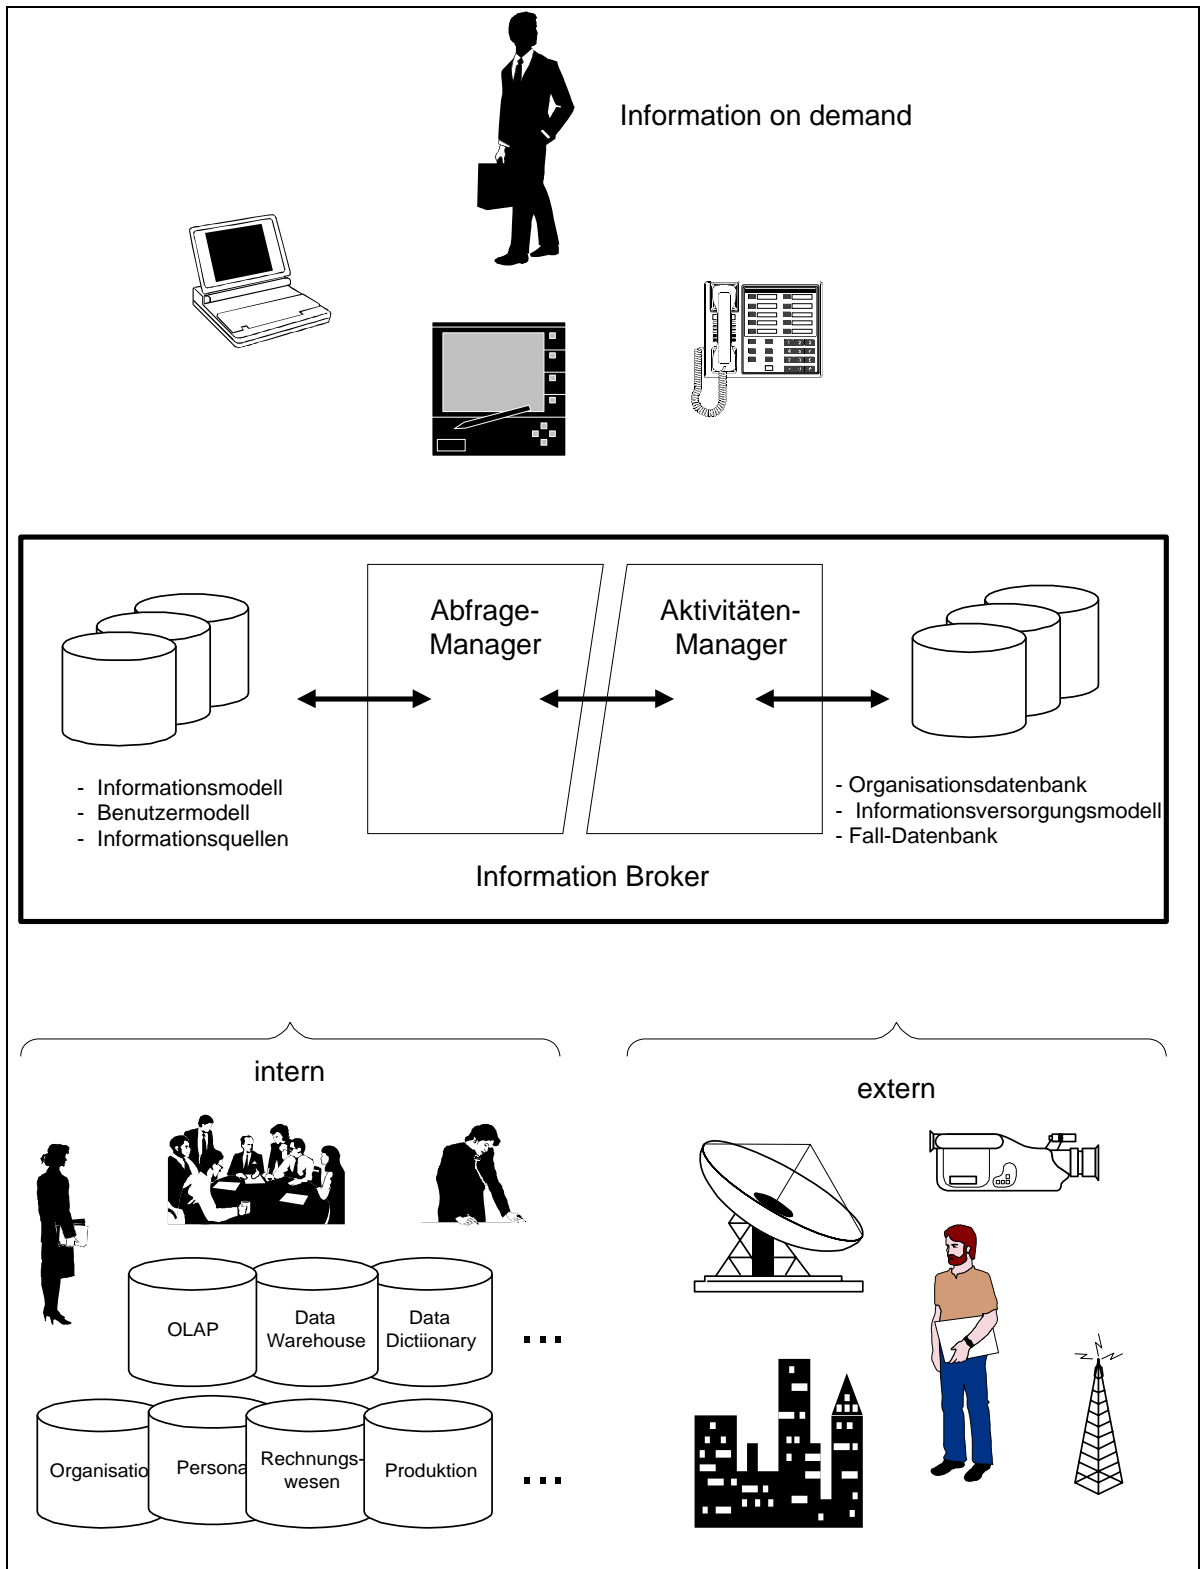 Information on demand
Abfrage-
Manager
Aktivitäten-
Manager
- Informationsmodell
- Benutzermodell
- Informationsquellen
- Organisationsdatenbank
- Informationsversorgungsmodell
- Fall-Datenbank
Information Broker
intern
extern
OLAP
Data
Warehouse
Data
Dictiionary
...
Organisatio
Persona
Rechnungs-
wesen
Produktion
...